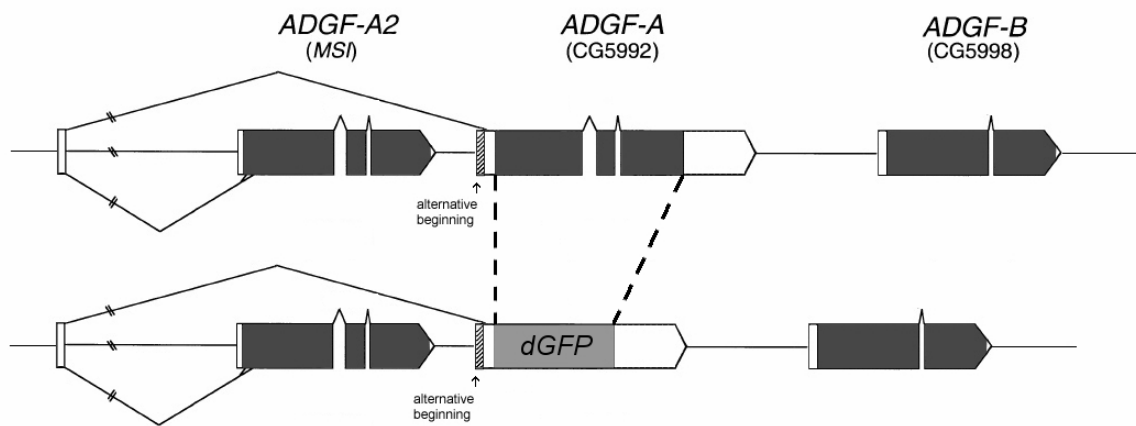 ADGF-A2
(MSI)
ADGF-A
(CG5992)
ADGF-B
(CG5998)
alternative
beginning
dGFP
alternative
beginning